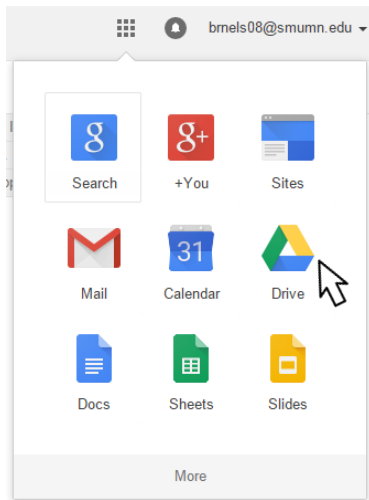 brnels08@smumn.edu
g g+
Search +You Sites
31
Mail Calendar Drive
Docs Sheets Slides
More